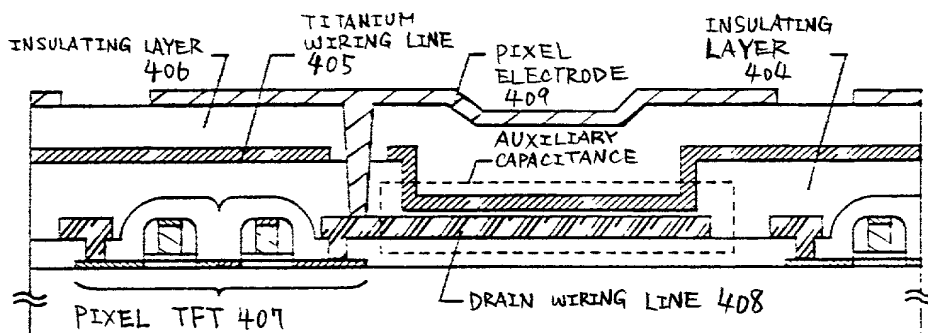 INSULATING LAYER
406
TITANIUM
WIRING LINE
405
PIXEL
ELECTRODE
409
INSULATING
LAYER
404
AUXILIARY
CAPACITANCE
PIXEL TFT 407
DRAIN WIRING LINE 408